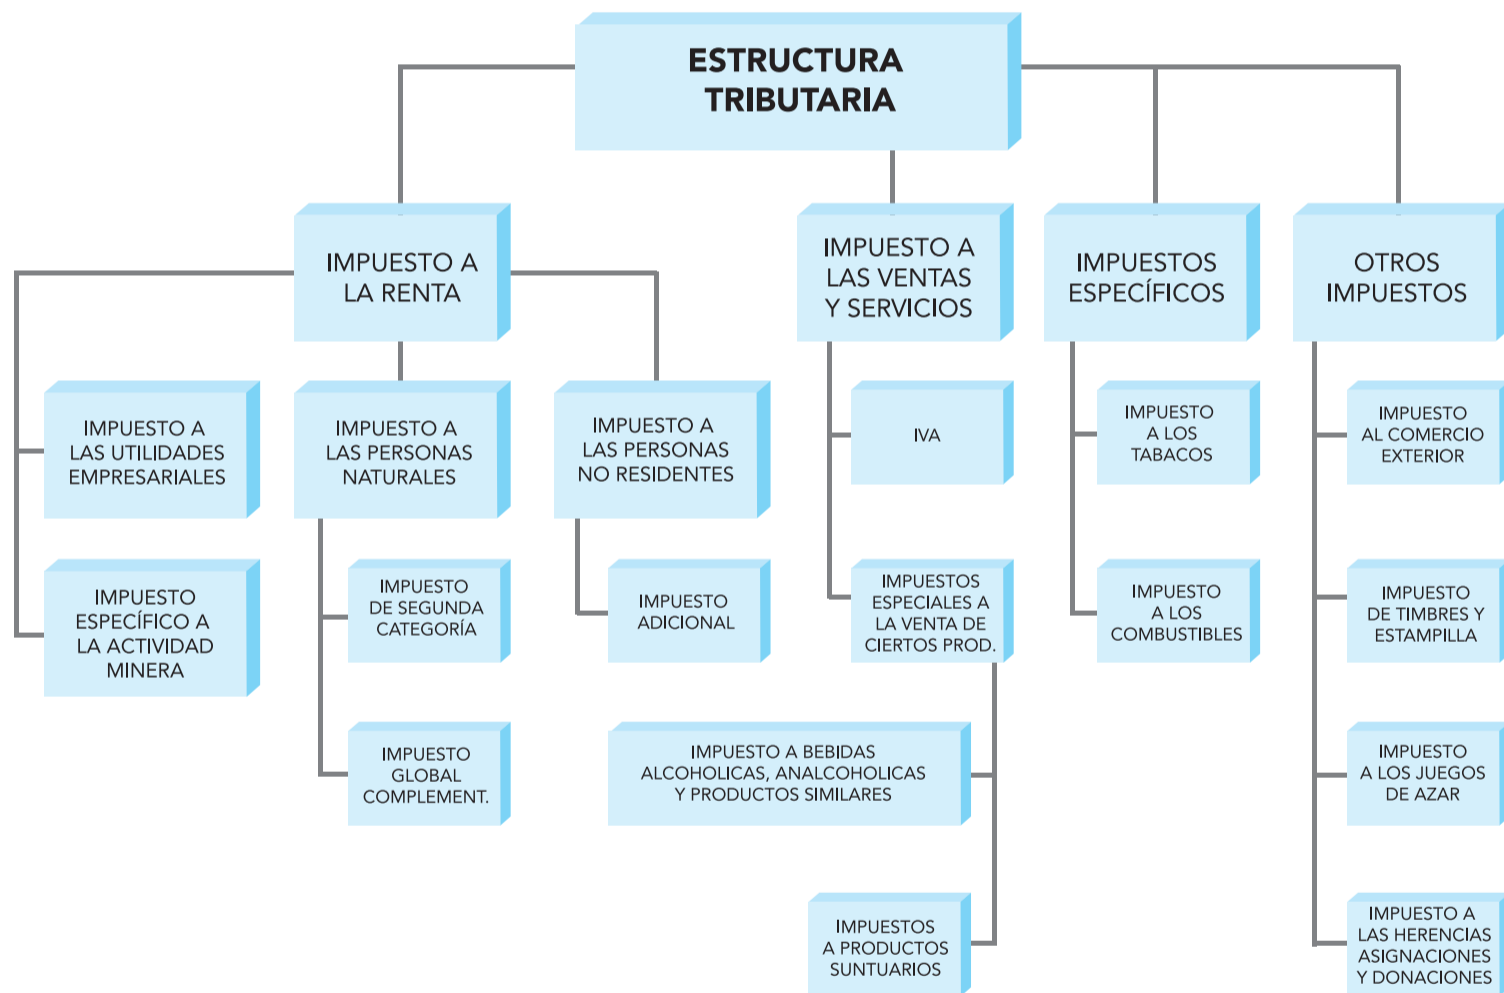 ESTRUCTURA
TRIBUTARIA
IMPUESTO A
LA RENTA
IMPUESTO A
LAS VENTAS
Y SERVICIOS
IMPUESTOS
ESPECÍFICOS
OTROS
IMPUESTOS
IMPUESTO A
LAS UTILIDADES
EMPRESARIALES
IMPUESTO A
LAS PERSONAS
NATURALES
IMPUESTO A
LAS PERSONAS
NO RESIDENTES
IVA
IMPUESTO
A LOS
TABACOS
IMPUESTO
AL COMERCIO
EXTERIOR
IMPUESTO
ESPECÍFICO A
LA ACTIVIDAD
MINERA
IMPUESTO
DE SEGUNDA
CATEGORÍA
IMPUESTO
ADICIONAL
IMPUESTOS
ESPECIALES A
LA VENTA DE
CIERTOS PROD.
IMPUESTO
A LOS
COMBUSTIBLES
IMPUESTO
DE TIMBRES Y
ESTAMPILLA
IMPUESTO
GLOBAL
COMPLEMENT.
IMPUESTO A BEBIDAS
ALCOHOLICAS, ANALCOHOLICAS
Y PRODUCTOS SIMILARES
IMPUESTO
A LOS JUEGOS
DE AZAR
IMPUESTOS
A PRODUCTOS
SUNTUARIOS
IMPUESTO A
LAS HERENCIAS
ASIGNACIONES
Y DONACIONES